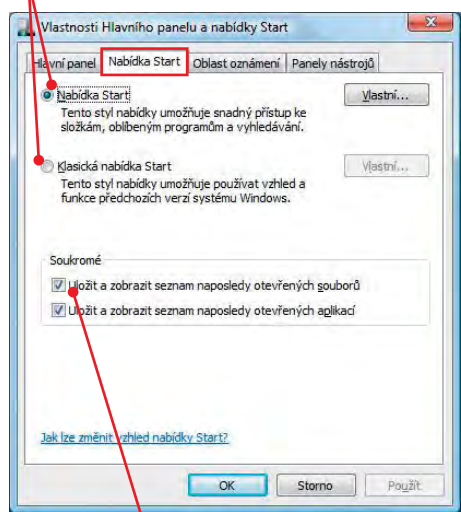 Vlastnosti Hlavního panelu a nabídky Start
Hlavní panel Nabídka Start Oblast oznámení Panely nástrojů
Nabídka Start Vlastní...
Tento styl nabídky umožňuje snadný přístup ke
složkám, oblíbeným programům a vyhledávání.
Klasická nabídka Start Vlastní...
Tento styl nabídky umožňuje používat vzhled a
funkce předchozích verzí systému Windows.
Soukromé
Uložit a zobrazit seznam naposledy otevřených souborů
Uložit a zobrazit seznam naposledy otevřených aplikací
Jak lze změnit vzhled nabídky Start?
OK Storno Použít